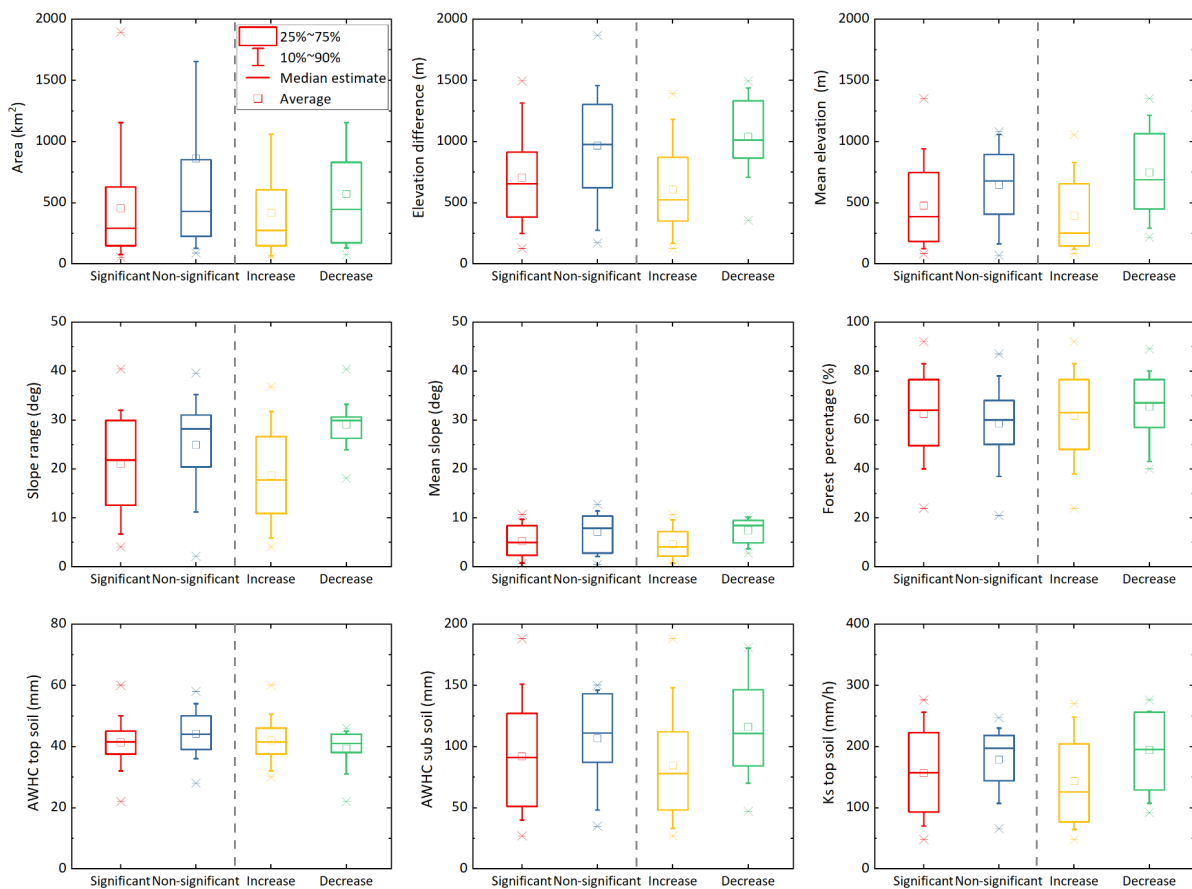 2000
1500
1000
500
0
Area (km²)
25%~75%
10%~90%
Median estimate
Average
Significant Non-significant Increase Decrease
2000
1500
1000
500
0
Elevation difference (m)
Significant Non-significant Increase Decrease
2000
1500
1000
500
0
Mean elevation (m)
Significant Non-significant Increase Decrease
50
40
30
20
10
0
Slope range (deg)
Significant Non-significant Increase Decrease
50
40
30
20
10
0
Mean slope (deg)
Significant Non-significant Increase Decrease
100
80
60
40
20
0
Forest percentage (%)
Significant Non-significant Increase Decrease
80
60
40
20
0
AWHC top soil (mm)
Significant Non-significant Increase Decrease
200
150
100
50
0
AWHC sub soil (mm)
Significant Non-significant Increase Decrease
400
300
200
100
0
Ks top soil (mm/h)
Significant Non-significant Increase Decrease